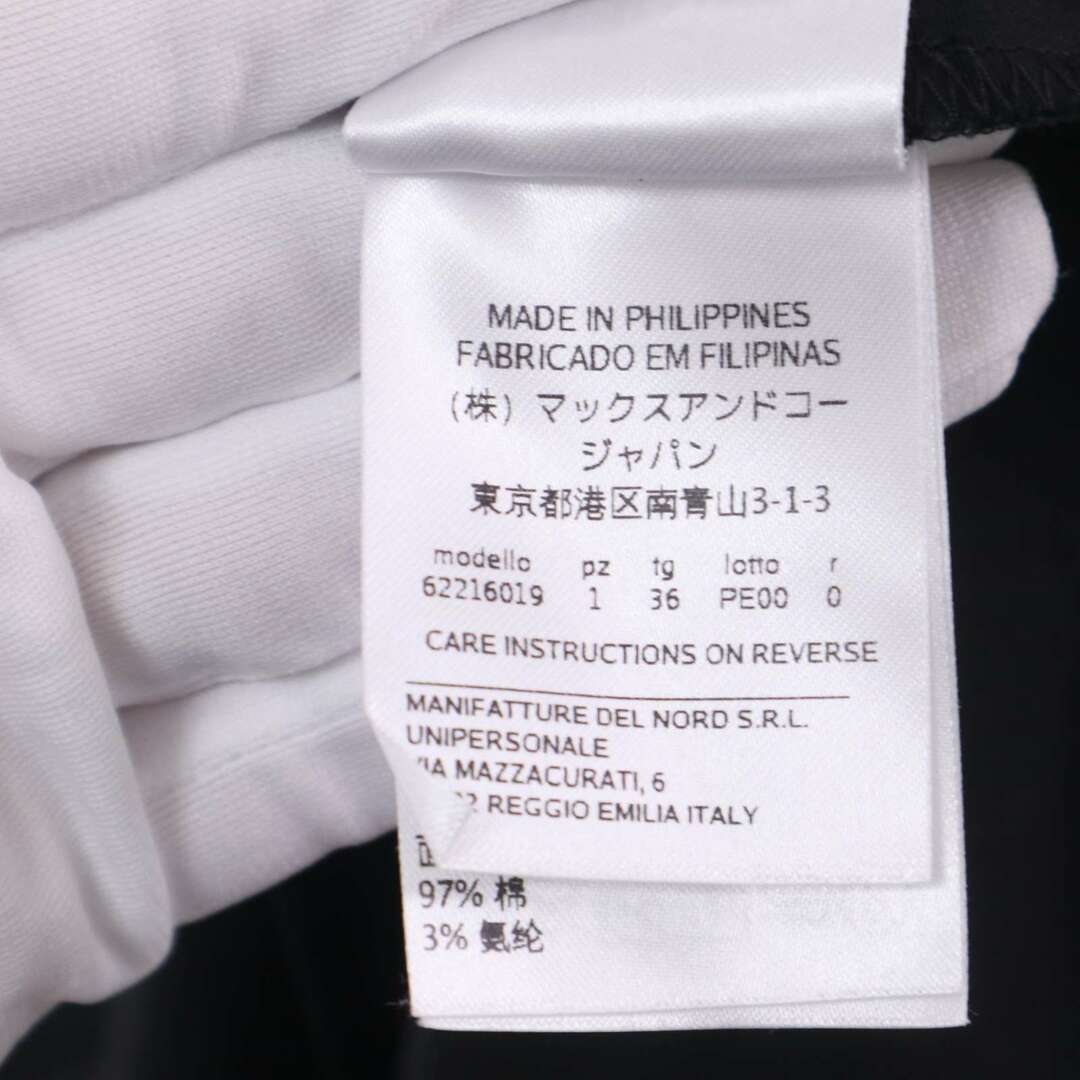 MADE IN PHILIPPINES
FABRICADO EM FILIPINAS
(株) マックスアンドコー
ジャパン
東京都港区南青山3-1-3
modello pz tg lotto r
62216019 1 36 PE00 0
CARE INSTRUCTIONS ON REVERSE
MANIFATTURE DEL NORD S.R.L.
UNIPERSONALE
VIA MAZZACURATI, 6
REGGIO EMILIA ITALY
97% 棉
3% 氨纶